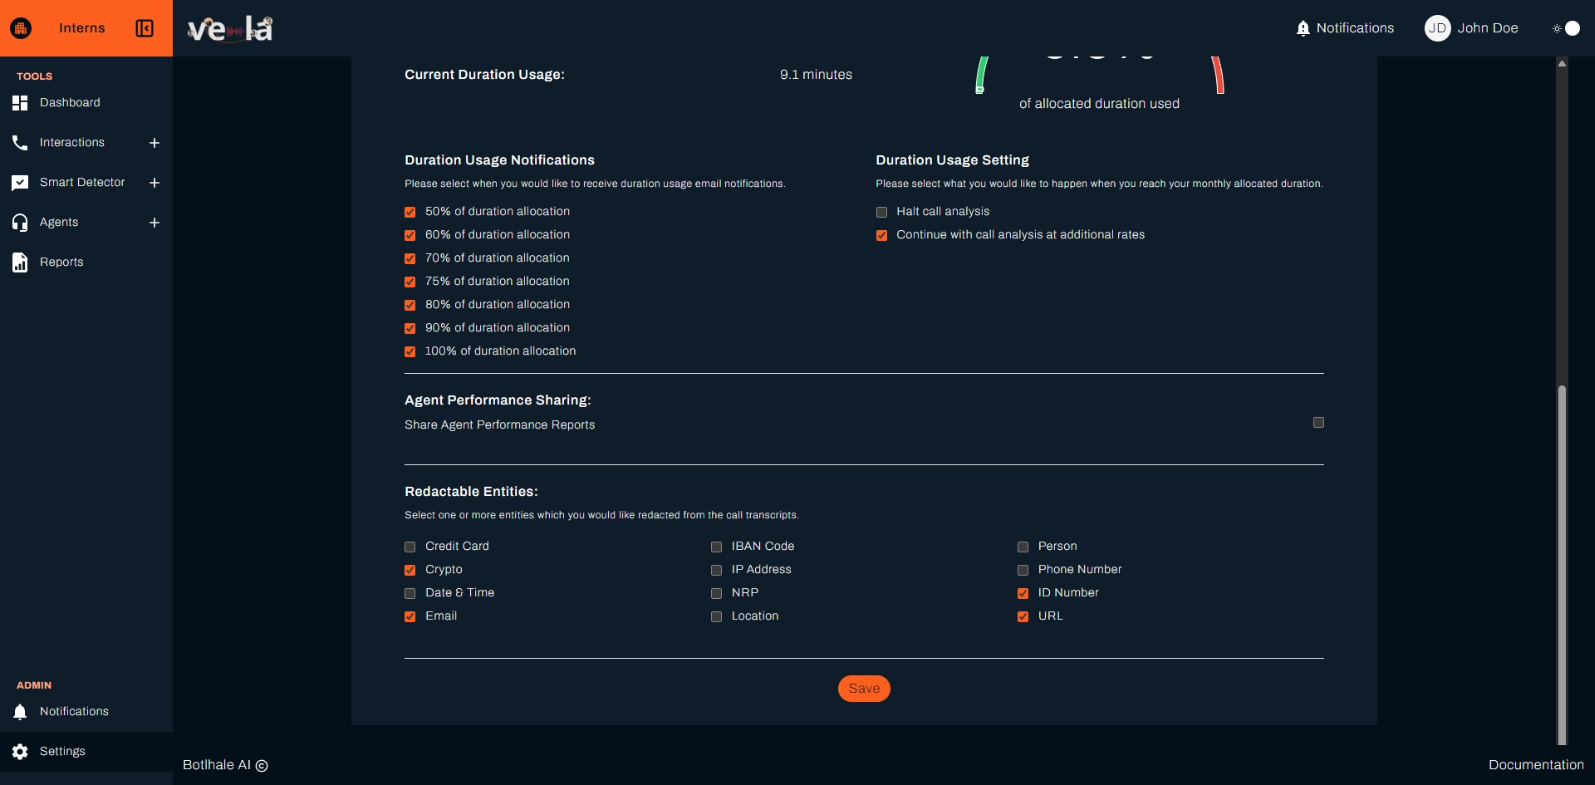 Interns
vela
Notifications
JD
John Doe
TOOLS
Dashboard
Interactions
Smart Detector
Agents
Reports
ADMIN
Notifications
Settings
Current Duration Usage:
9.1 minutes
of allocated duration used
Duration Usage Notifications
Please select when you would like to receive duration usage email notifications.
50% of duration allocation
60% of duration allocation
70% of duration allocation
75% of duration allocation
80% of duration allocation
90% of duration allocation
100% of duration allocation
Duration Usage Setting
Please select what you would like to happen when you reach your monthly allocated duration.
Halt call analysis
Continue with call analysis at additional rates
Agent Performance Sharing:
Share Agent Performance Reports
Redactable Entities:
Select one or more entities which you would like redacted from the call transcripts.
Credit Card
Crypto
Date & Time
Email
IBAN Code
IP Address
NRP
Location
Person
Phone Number
ID Number
URL
Save
Botlhale AI ©
Documentation